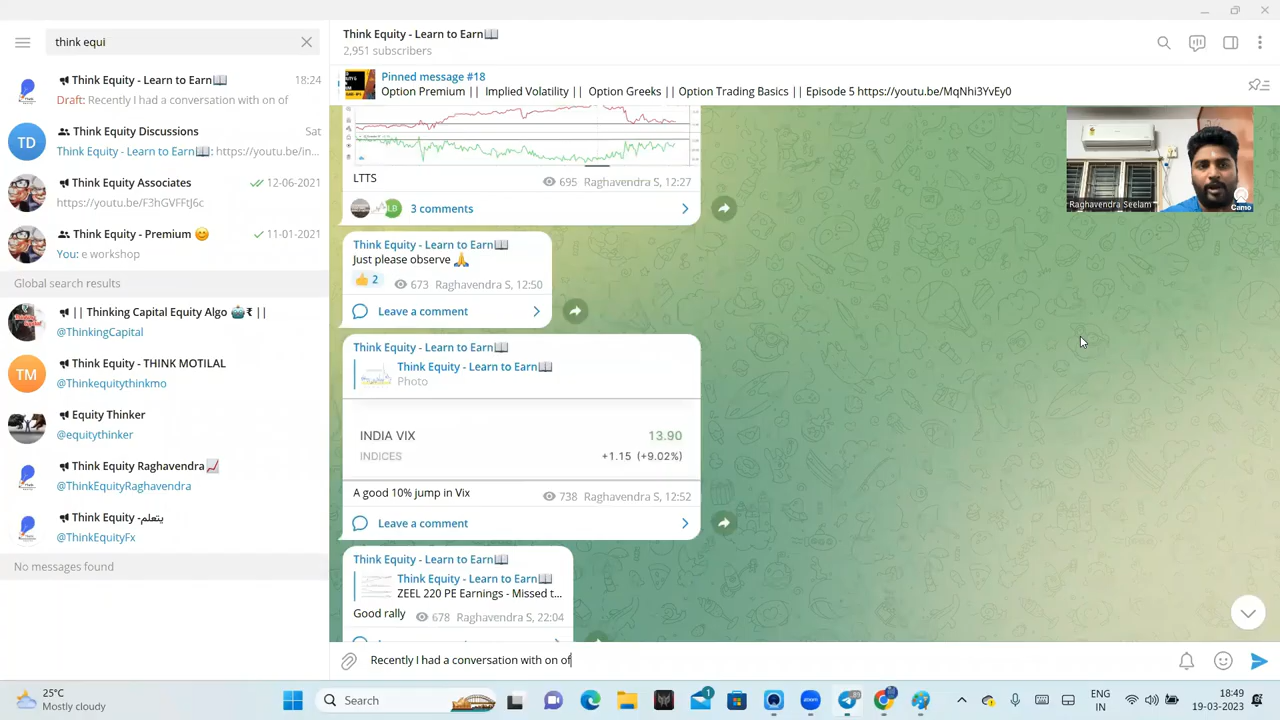 think equi
Think Equity - Learn to Earn📖 18:24
Draft: Recently I had a conversation with on of
TD
Think Equity Discussions Sat
Think Equity - Learn to Earn📖: https://youtu.be/in...
Think Equity Associates 12-06-2021
https://youtu.be/F3hGVFFtJ6c
Think Equity - Premium 😊 11-01-2021
You: e workshop
Global search results
|| Thinking Capital Equity Algo 🤖₹ ||
@ThinkingCapital
TM
Think Equity - THINK MOTILAL
@Thinkequitythinkmo
Equity Thinker
@equitythinker
Think Equity Raghavendra📈
@ThinkEquityRaghavendra
Think Equity -يتعلم
@ThinkEquityFx
No messages found
Think Equity - Learn to Earn📖
2,951 subscribers
Pinned message #18
Option Premium || Implied Volatility || Option Greeks || Option Trading Basics || Episode 5 https://youtu.be/MqNhi3YvEy0
LTTS 695 Raghavendra S, 12:27
LB 3 comments
Think Equity - Learn to Earn📖
Just please observe 🙏
👍 2 673 Raghavendra S, 12:50
Leave a comment
Think Equity - Learn to Earn📖
Think Equity - Learn to Earn📖
Photo
INDIA VIX 13.90
INDICES +1.15 (+9.02%)
A good 10% jump in Vix 738 Raghavendra S, 12:52
Leave a comment
Think Equity - Learn to Earn📖
Think Equity - Learn to Earn📖
ZEEL 220 PE Earnings - Missed t...
Good rally 678 Raghavendra S, 22:04
Recently I had a conversation with on of
Raghavendra Seelam
Camo
25°C
Mostly cloudy
Search
1
85
zoom
ENG
IN
18:49
19-03-2023